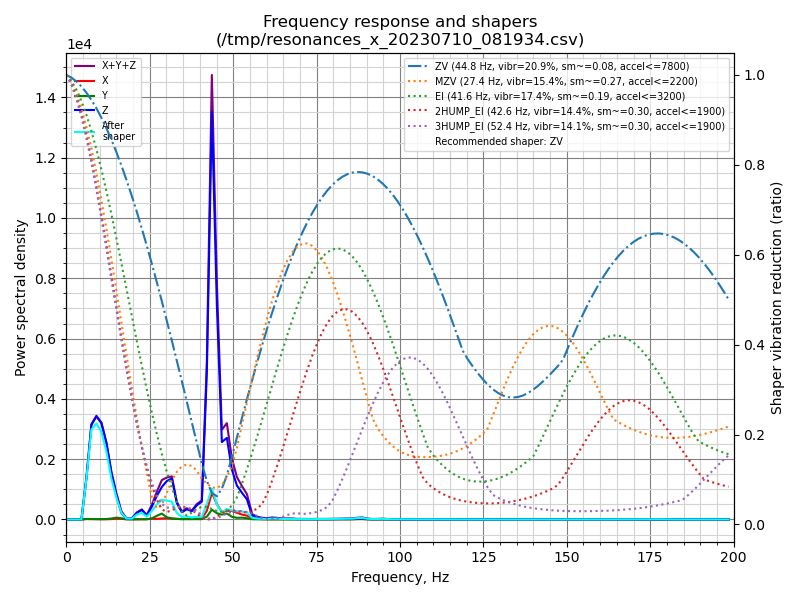 Frequency response and shapers
(/tmp/resonances_x_20230710_081934.csv)
1e4
X+Y+Z
X
Y
Z
After
shaper
ZV (44.8 Hz, vibr=20.9%, sm~=0.08, accel<=7800)
MZV (27.4 Hz, vibr=15.4%, sm~=0.27, accel<=2200)
EI (41.6 Hz, vibr=17.4%, sm~=0.19, accel<=3200)
2HUMP_EI (42.6 Hz, vibr=14.4%, sm~=0.30, accel<=1900)
3HUMP_EI (52.4 Hz, vibr=14.1%, sm~=0.30, accel<=1900)
Recommended shaper: ZV
Power spectral density
1.4
1.2
1.0
0.8
0.6
0.4
0.2
0.0
1.0
0.8
0.6
0.4
0.2
0.0
Shaper vibration reduction (ratio)
0 25 50 75 100 125 150 175 200
Frequency, Hz